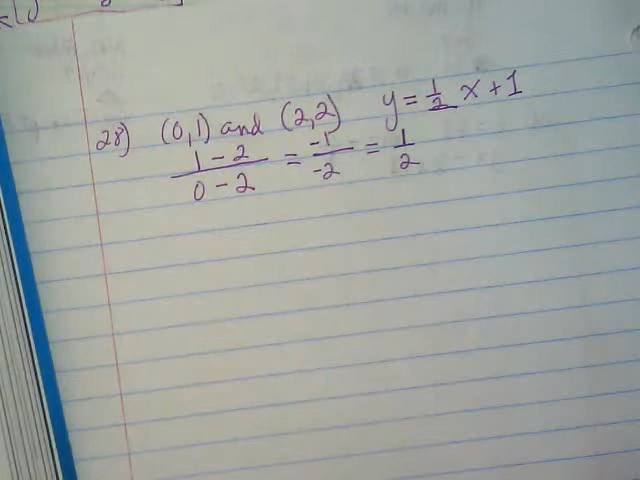 28) (0,1) and (2,2) y = 1/2 x + 1
1 - 2 / 0 - 2 = -1 / -2 = 1 / 2